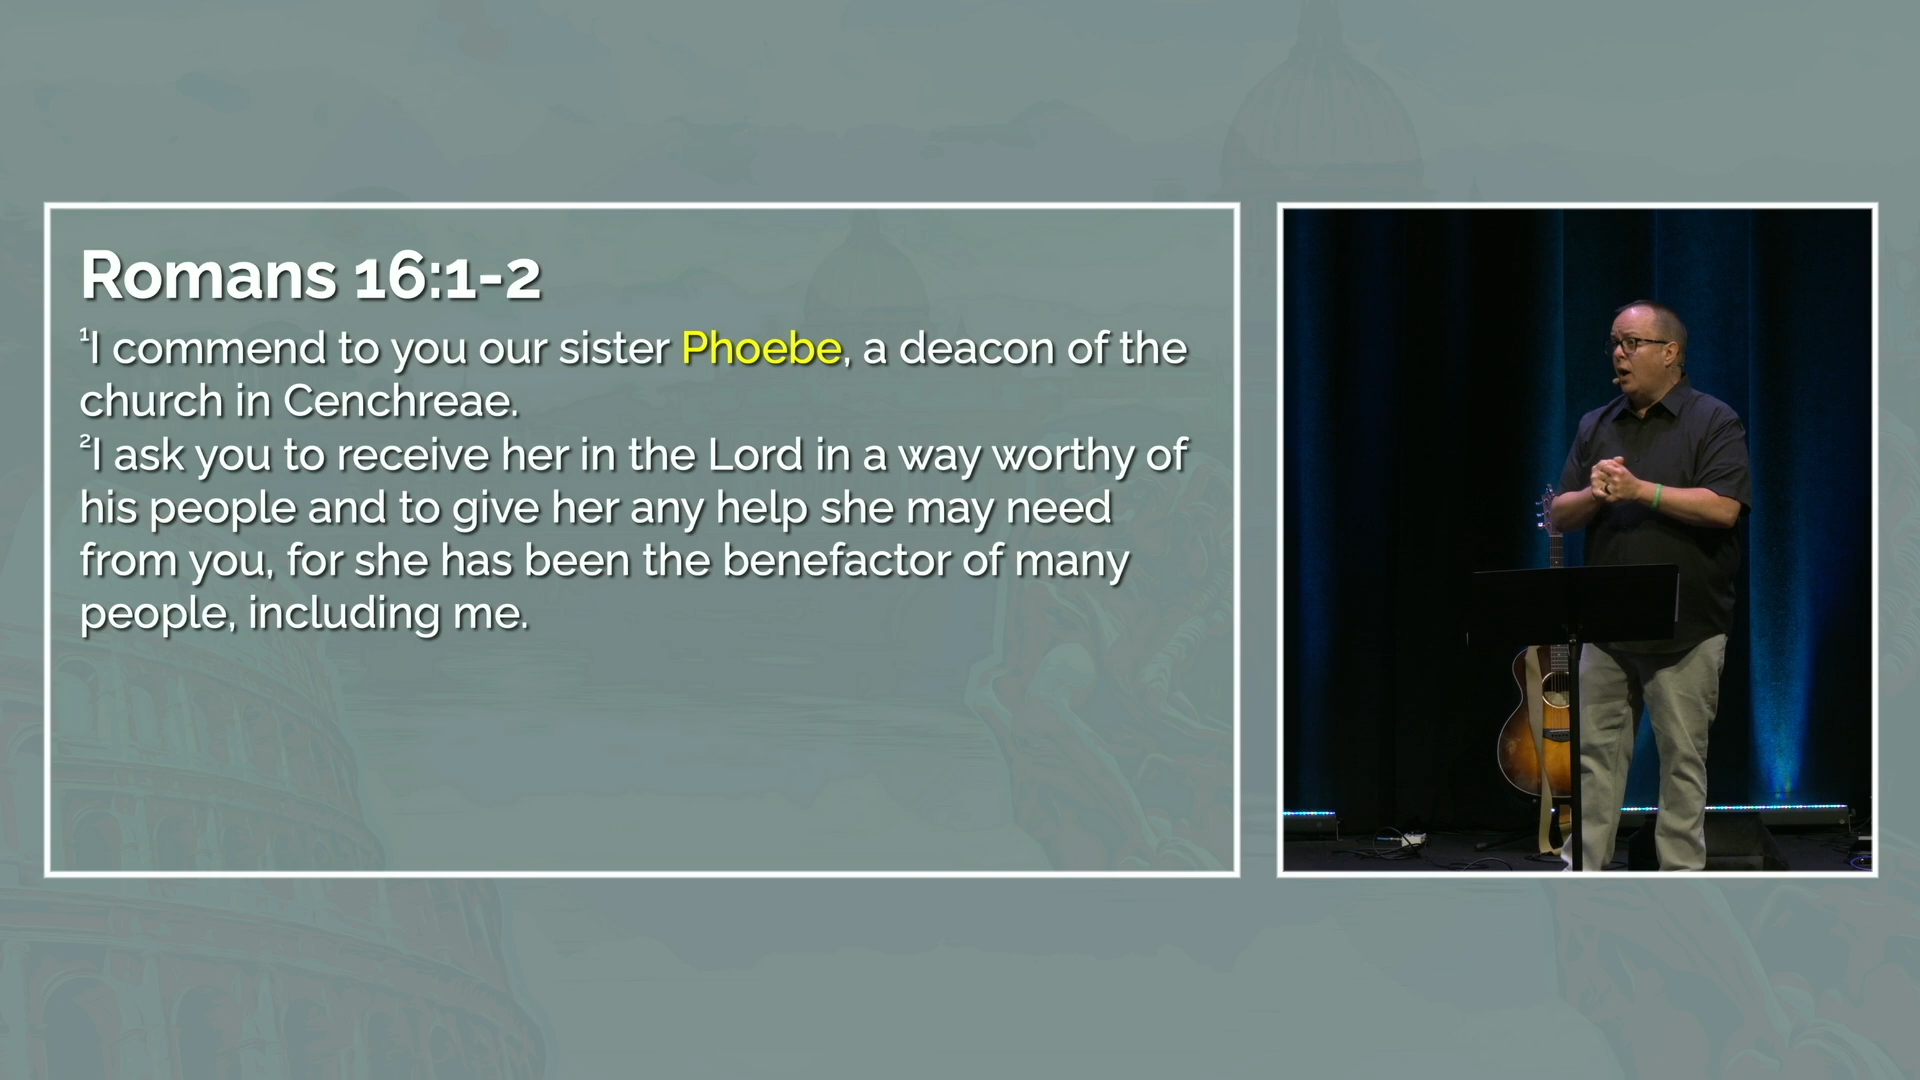 Romans 16:1-2
¹I commend to you our sister Phoebe, a deacon of the
church in Cenchreae.
²I ask you to receive her in the Lord in a way worthy of
his people and to give her any help she may need
from you, for she has been the benefactor of many
people, including me.